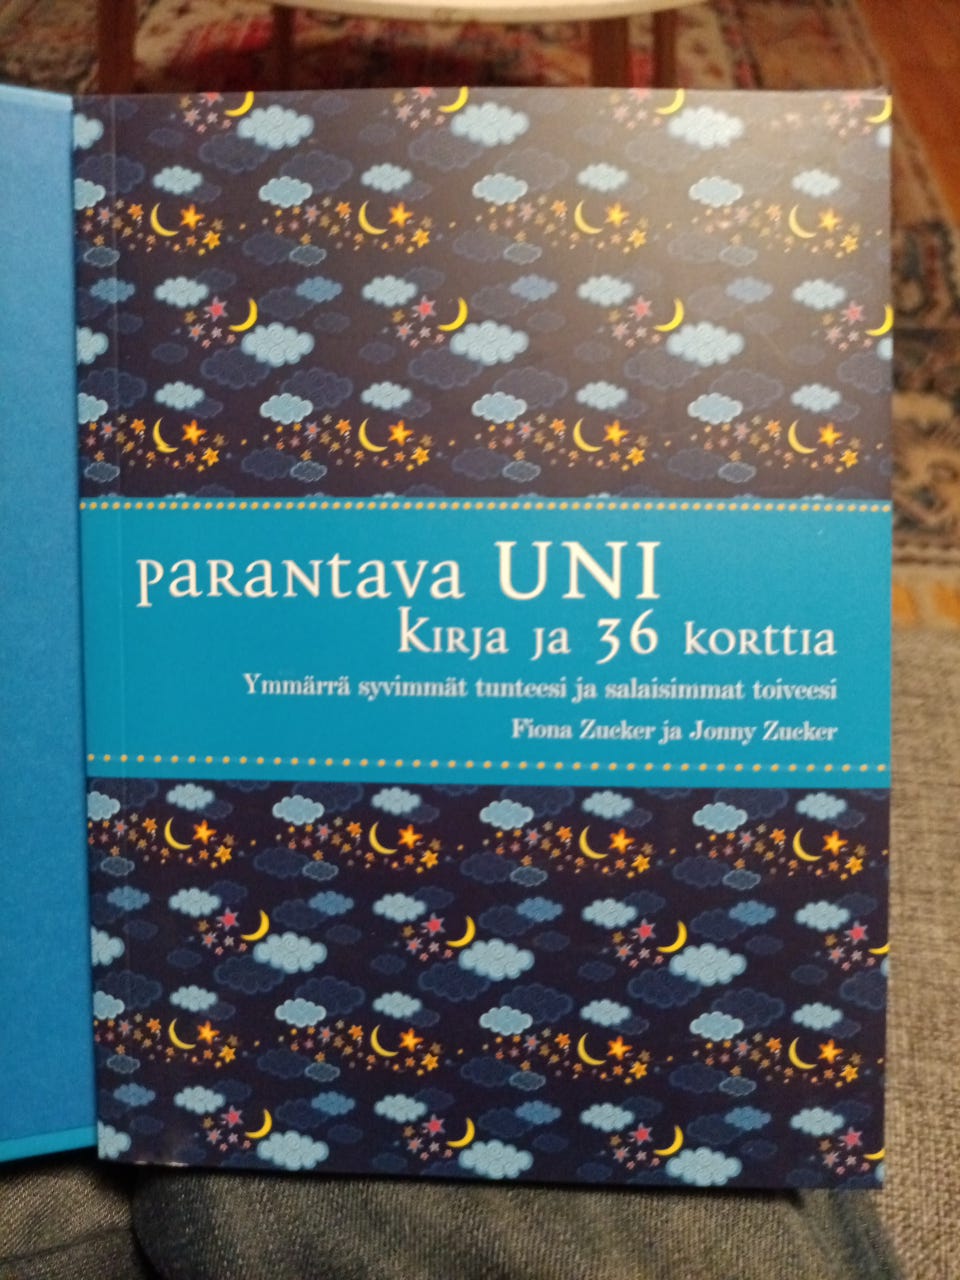 PARANTAVA UNI
KIRJA JA 36 KORTTIA
Ymmärrä syvimmät tunteesi ja salaisimmat toiveesi
Fiona Zucker ja Jonny Zucker